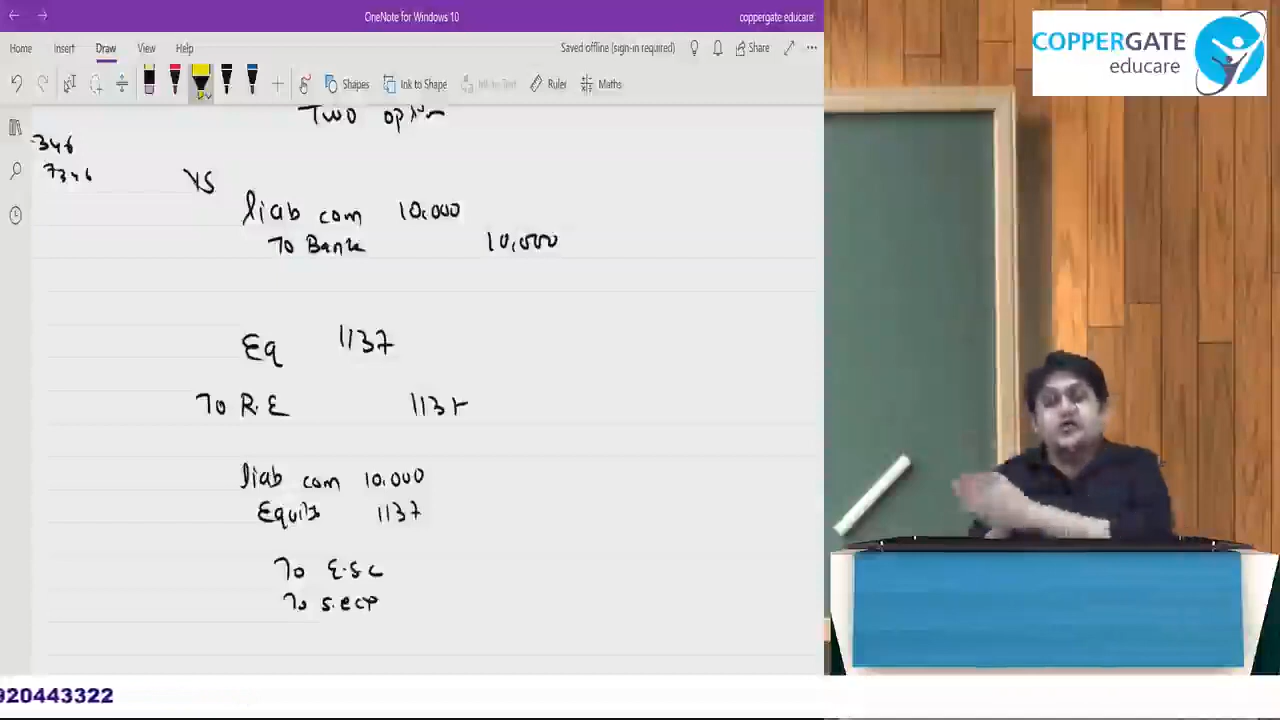 OneNote for Windows 10
coppergate educare
Home Insert Draw View Help
Saved offline (sign-in required)
Share
Shapes
Ink to Shape
Ink to Text
Ruler
Maths
COPPERGATE
educare
Two option
346
7346
VS
liab com 10,000
To Bank 10,000
Eq 1137
To R.E 1137
liab com 10,000
Equity 1137
To E.S.C
To S.
920443322